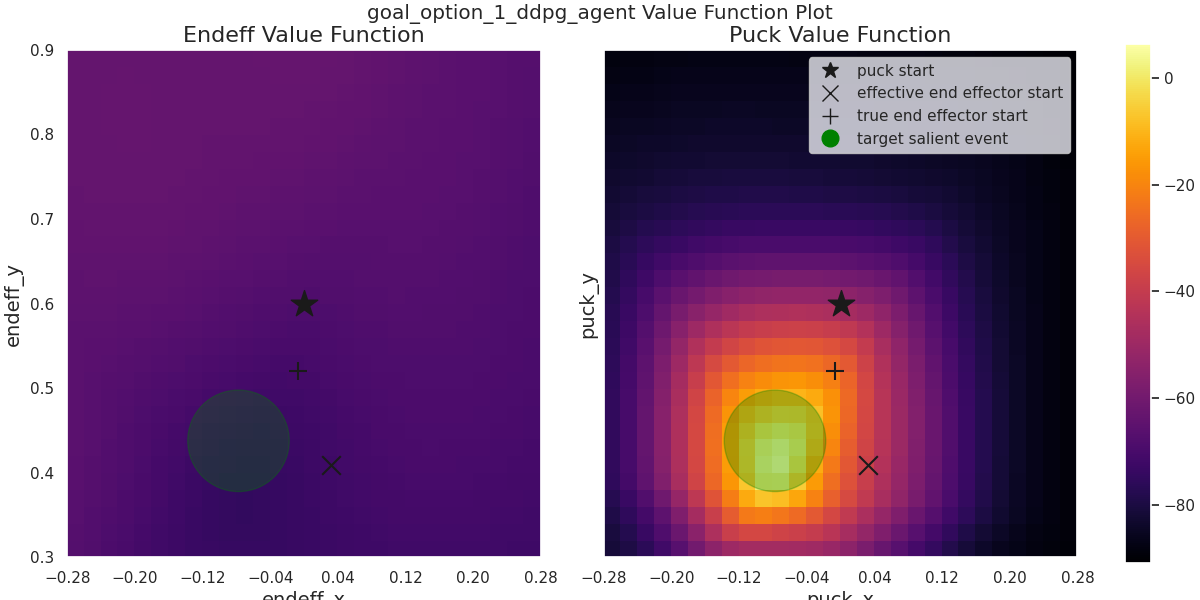 goal_option_1_ddpg_agent Value Function Plot
Endeff Value Function
Puck Value Function
0.9
0.8
0.7
0.6
0.5
0.4
0.3
endeff_y
−0.28 −0.20 −0.12 −0.04 0.04 0.12 0.20 0.28
endeff_x
puck_y
puck start
effective end effector start
true end effector start
target salient event
−0.28 −0.20 −0.12 −0.04 0.04 0.12 0.20 0.28
puck_x
0
−20
−40
−60
−80